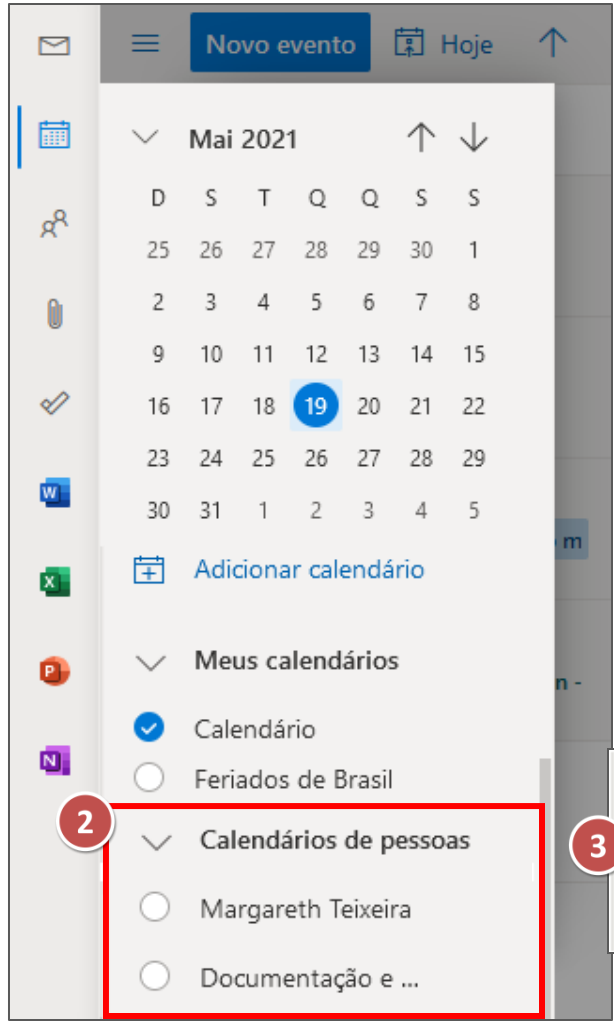 Novo evento Hoje
Mai 2021
D S T Q Q S S
25 26 27 28 29 30 1
2 3 4 5 6 7 8
9 10 11 12 13 14 15
16 17 18 19 20 21 22
23 24 25 26 27 28 29
30 31 1 2 3 4 5
m
Adicionar calendário
Meus calendários
n -
Calendário
Feriados de Brasil
2
Calendários de pessoas
3
Margareth Teixeira
Documentação e ...
W
X
P
N